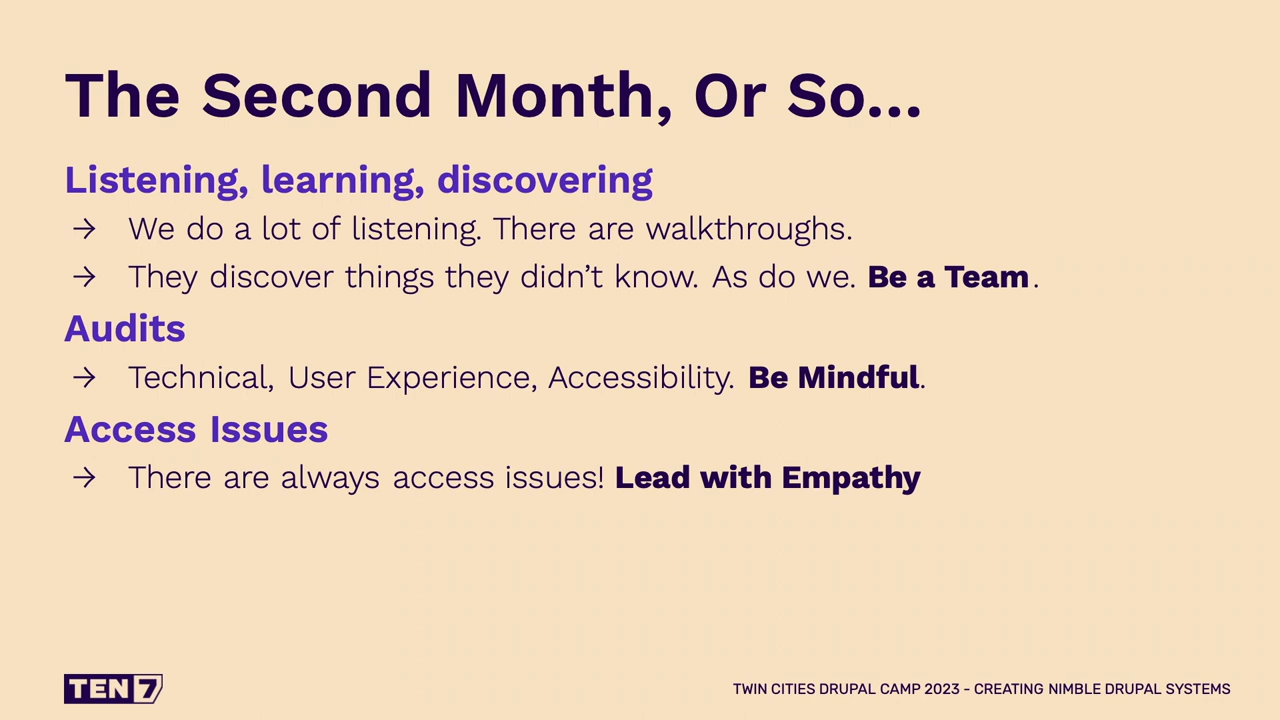 The Second Month, Or So...
Listening, learning, discovering
→ We do a lot of listening. There are walkthroughs.
→ They discover things they didn’t know. As do we. Be a Team.
Audits
→ Technical, User Experience, Accessibility. Be Mindful.
Access Issues
→ There are always access issues! Lead with Empathy
TEN7
TWIN CITIES DRUPAL CAMP 2023 - CREATING NIMBLE DRUPAL SYSTEMS